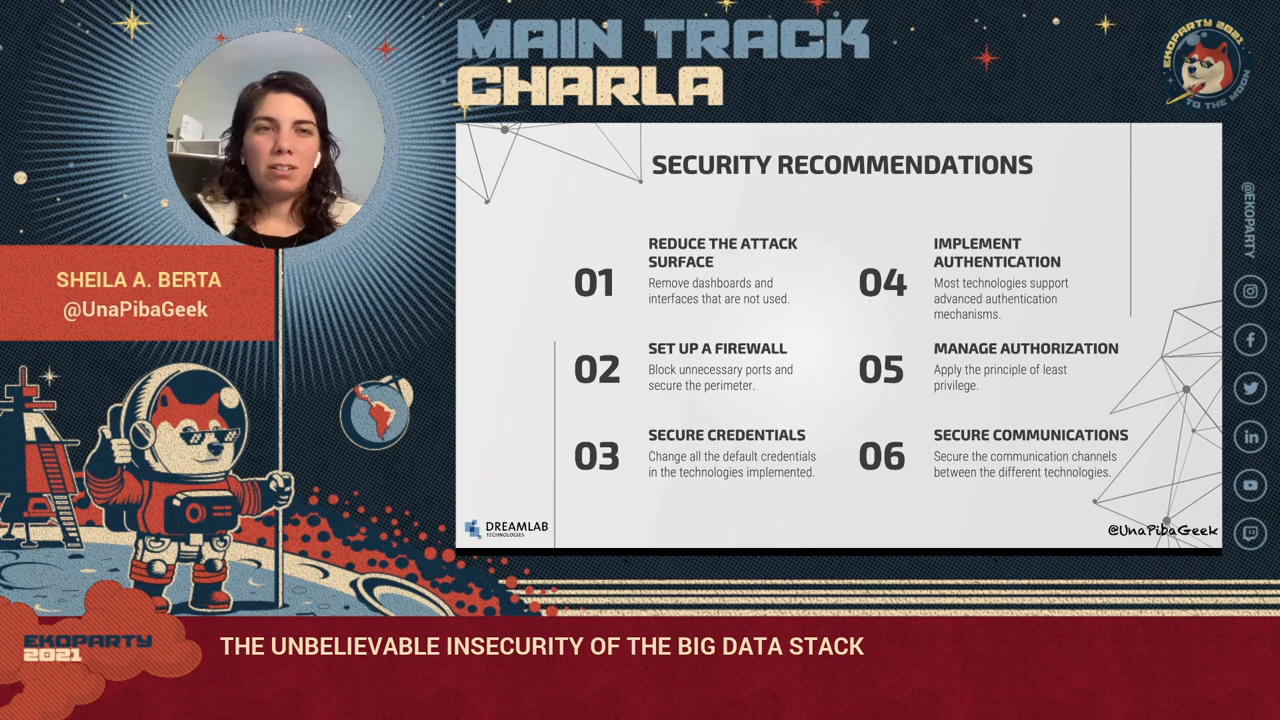 MAIN TRACK
CHARLA
EKOPARTY 2021
TO THE MOON
SHEILA A. BERTA
@UnaPibaGeek
SECURITY RECOMMENDATIONS
01
REDUCE THE ATTACK
SURFACE
Remove dashboards and
interfaces that are not used.
02
SET UP A FIREWALL
Block unnecessary ports and
secure the perimeter.
03
SECURE CREDENTIALS
Change all the default credentials
in the technologies implemented.
04
IMPLEMENT
AUTHENTICATION
Most technologies support
advanced authentication
mechanisms.
05
MANAGE AUTHORIZATION
Apply the principle of least
privilege.
06
SECURE COMMUNICATIONS
Secure the communication channels
between the different technologies.
DREAMLAB
TECHNOLOGIES
@UnaPibaGeek
@EKOPARTY
EKOPARTY
2021
THE UNBELIEVABLE INSECURITY OF THE BIG DATA STACK